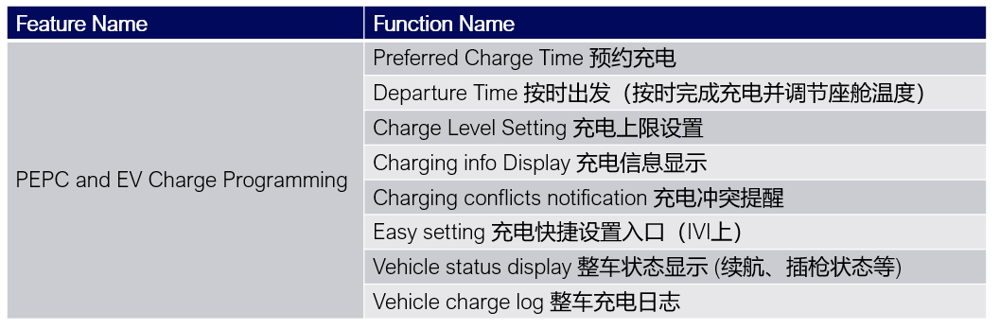 Feature Name
Function Name
PEPC and EV Charge Programming
Preferred Charge Time 预约充电
Departure Time 按时出发（按时完成充电并调节座舱温度）
Charge Level Setting 充电上限设置
Charging info Display 充电信息显示
Charging conflicts notification 充电冲突提醒
Easy setting 充电快捷设置入口（IVI上）
Vehicle status display 整车状态显示 (续航、插枪状态等)
Vehicle charge log 整车充电日志